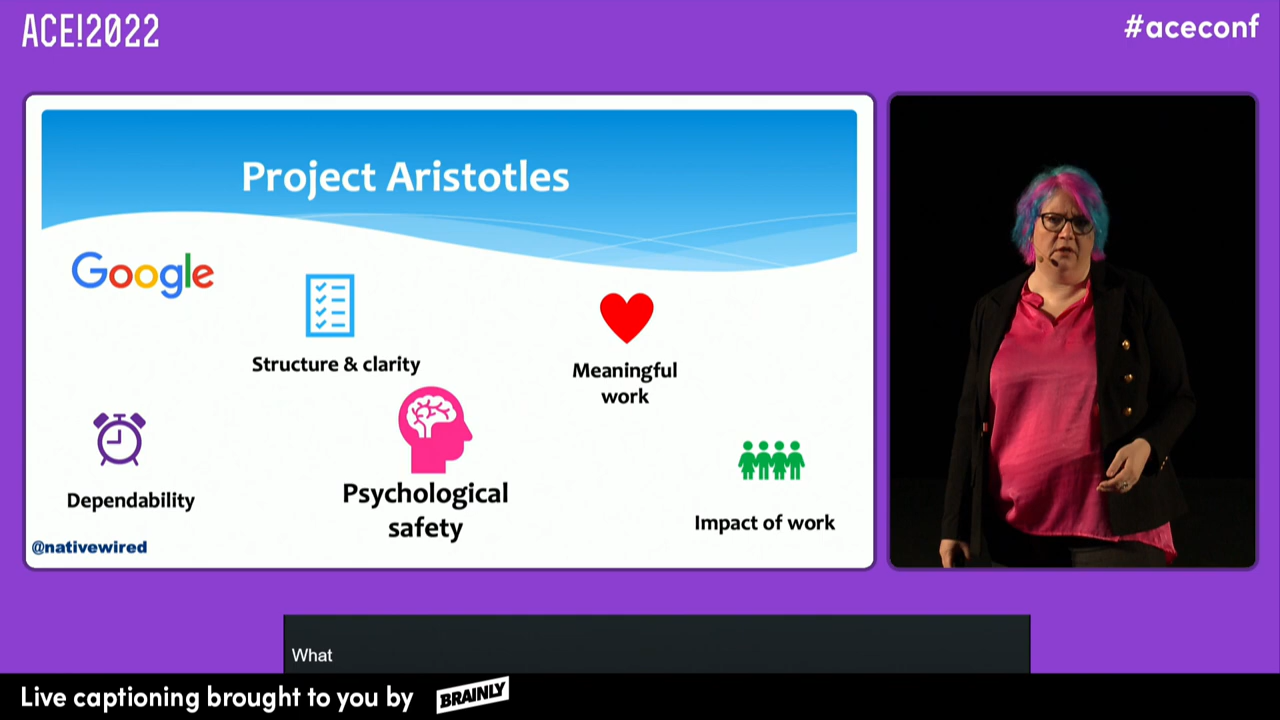 ACE!2022
#aceconf
Project Aristotles
Google
Structure & clarity
Meaningful
work
Dependability
Psychological
safety
Impact of work
@nativewired
What
Live captioning brought to you by BRAINLY